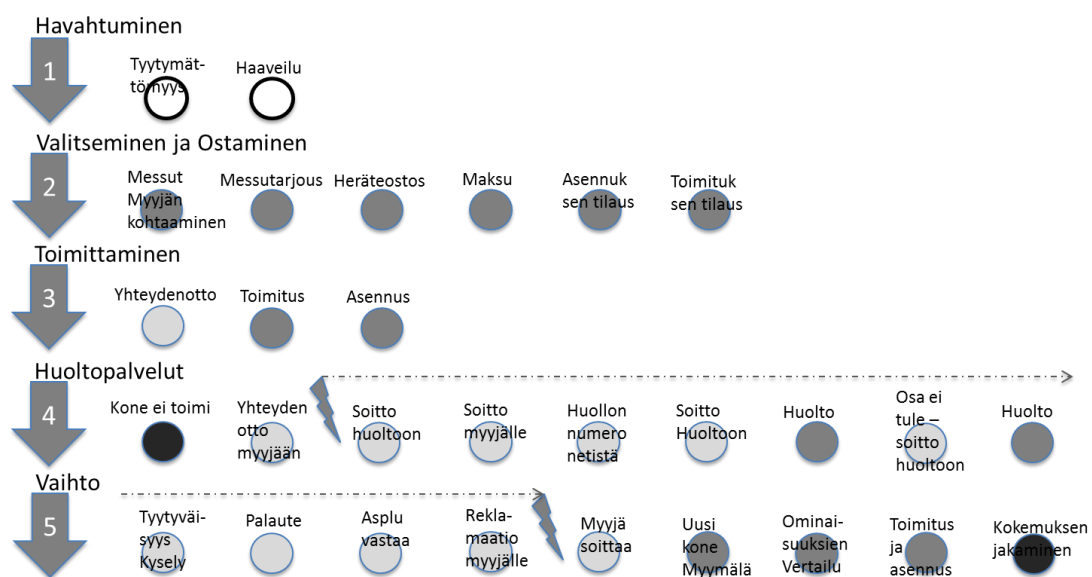 Havahtuminen
1
Tyytymät-
tömyys
Haaveilu
Valitseminen ja Ostaminen
2
Messut
Myyjän
kohtaaminen
Messutarjous
Heräteostos
Maksu
Asennuk
sen tilaus
Toimituk
sen tilaus
Toimittaminen
3
Yhteydenotto
Toimitus
Asennus
Huoltopalvelut
4
Kone ei toimi
Yhteyden
otto
myyjään
Soitto
huoltoon
Soitto
myyjälle
Huollon
numero
netistä
Soitto
Huoltoon
Huolto
Osa ei
tule –
soitto
huoltoon
Huolto
Vaihto
5
Tyytyväi-
syys
Kysely
Palaute
Asplu
vastaa
Rekla-
maatio
myyjälle
Myyjä
soittaa
Uusi
kone
Myymälä
Ominai-
suuksien
Vertailu
Toimitus
ja
asennus
Kokemuksen
jakaminen